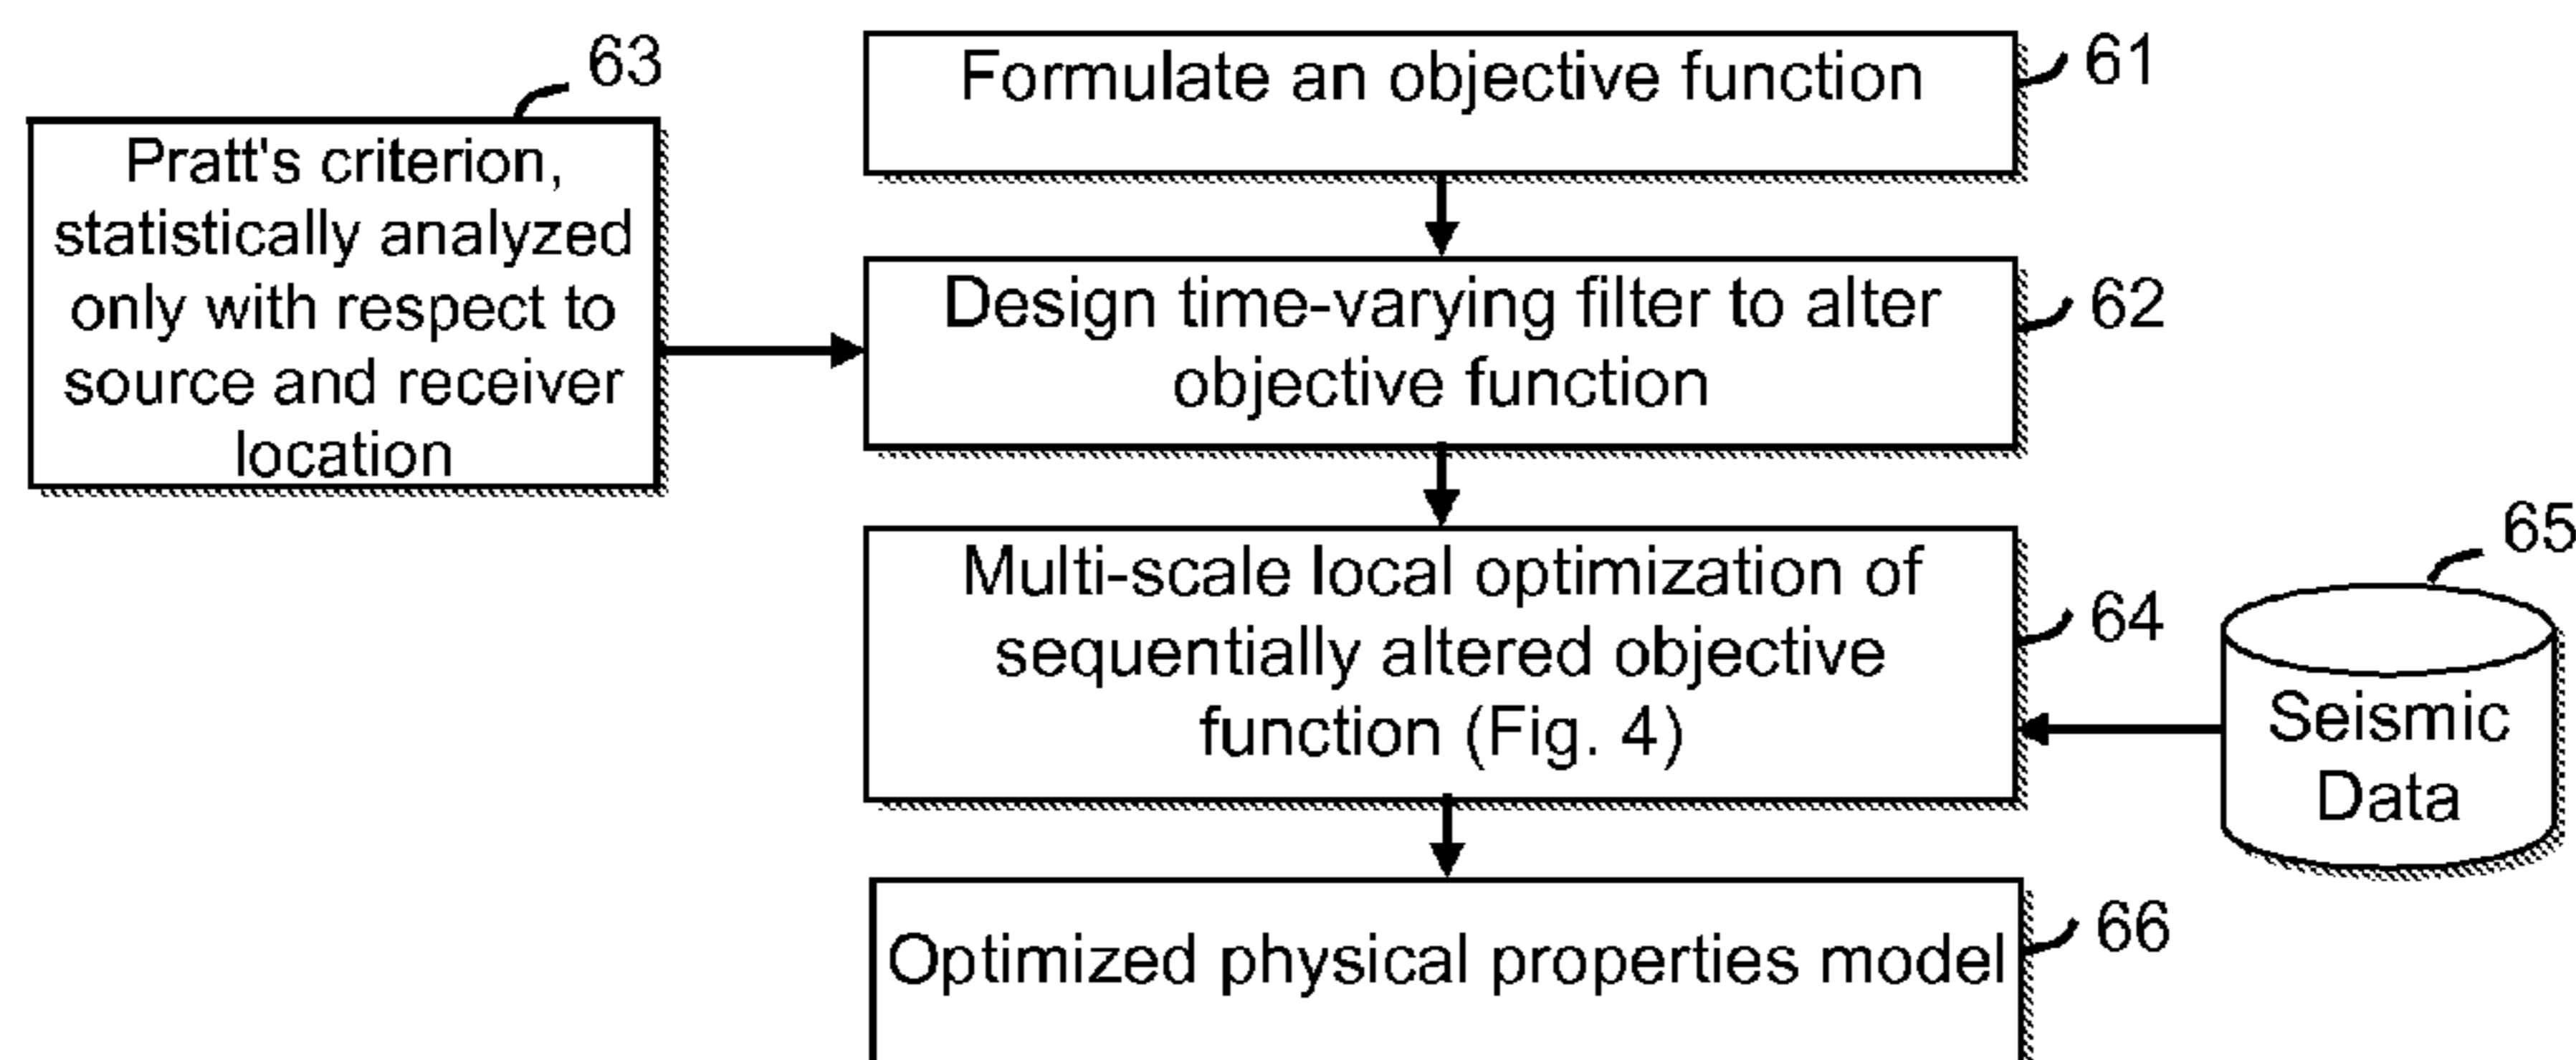 63
Pratt's criterion,
statistically analyzed
only with respect to
source and receiver
location
Formulate an objective function
61
Design time-varying filter to alter
objective function
62
Multi-scale local optimization of
sequentially altered objective
function (Fig. 4)
64
65
Seismic
Data
Optimized physical properties model
66